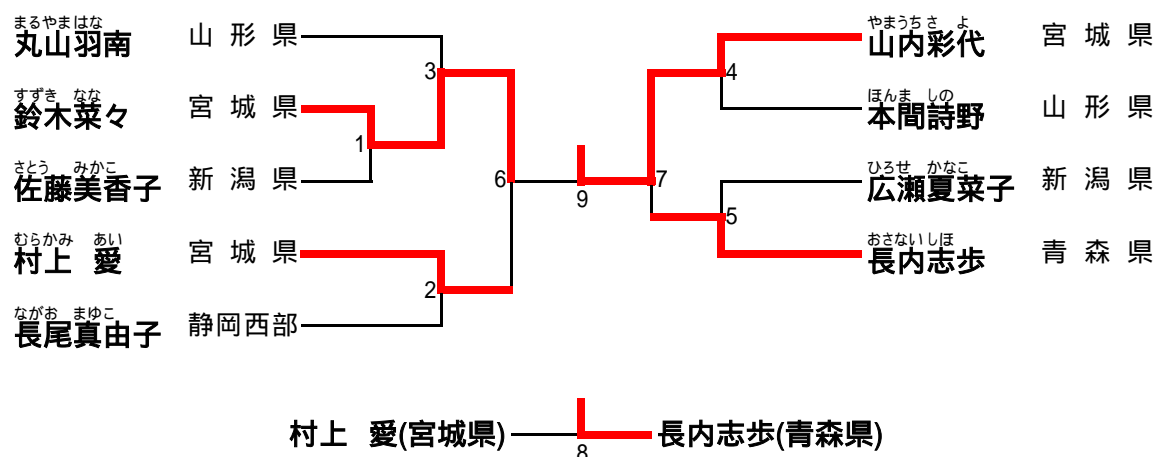 まるやまはな
丸山羽南 山形県
すずき なな
鈴木菜々 宮城県
さとう みかこ
佐藤美香子 新潟県
むらかみ あい
村上 愛 宮城県
ながお まゆこ
長尾真由子 静岡西部
3
1
2
6
9
7
4
5
やまうちさ よ
山内彩代 宮城県
ほんま しの
本間詩野 山形県
ひろせ かなこ
広瀬夏菜子 新潟県
おさないしほ
長内志歩 青森県
村上 愛(宮城県) 8 長内志歩(青森県)